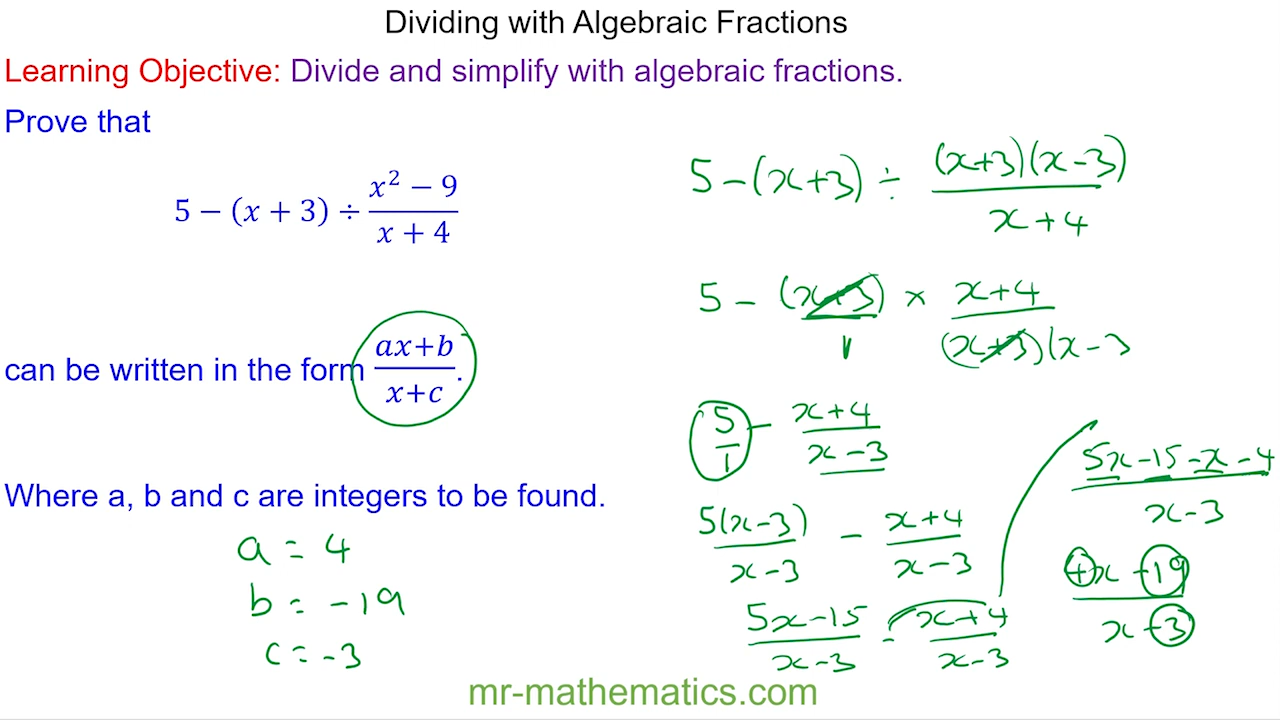 Dividing with Algebraic Fractions
Learning Objective: Divide and simplify with algebraic fractions.
Prove that
5 − (x + 3) ÷ (x² − 9)/(x + 4)
can be written in the form (ax+b)/(x+c).
Where a, b and c are integers to be found.
a = 4
b = -19
c = -3
5 - (x+3) ÷ (x+3)(x-3)/(x+4)
5 - (x+3)/1 × (x+4)/(x+3)(x-3
5/1 - (x+4)/(x-3)
5(x-3)/(x-3) - (x+4)/(x-3)
(5x-15)/(x-3) - (x+4)/(x-3)
(5x-15-x-4)/(x-3)
(4x-19)/(x-3)
mr-mathematics.com